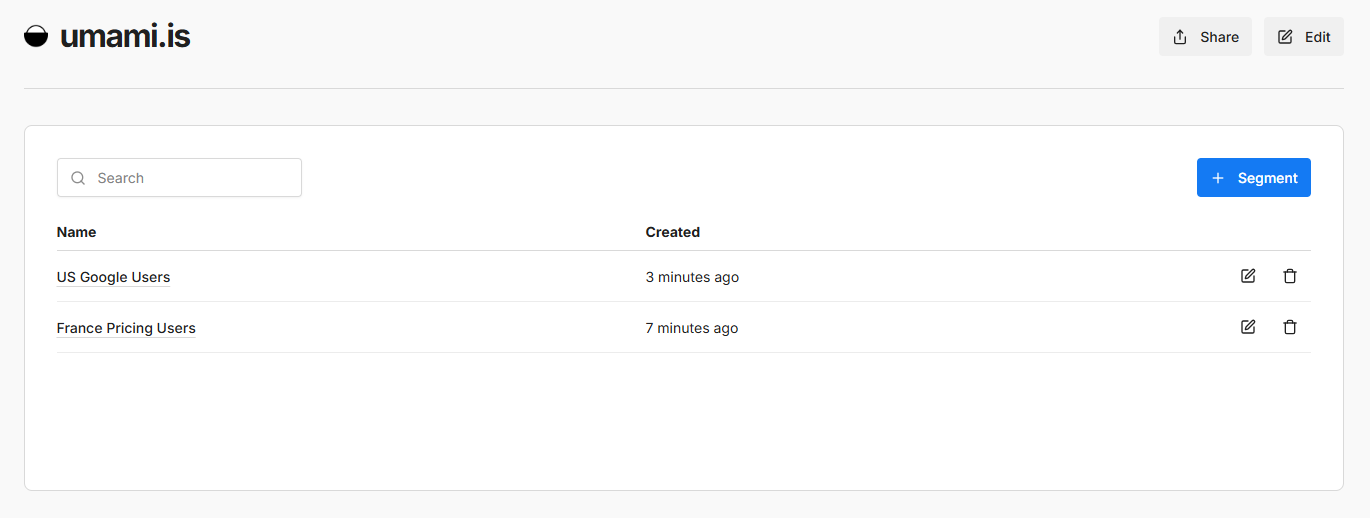 umami.is
Share
Edit
Search
Segment
Name Created
US Google Users 3 minutes ago
France Pricing Users 7 minutes ago